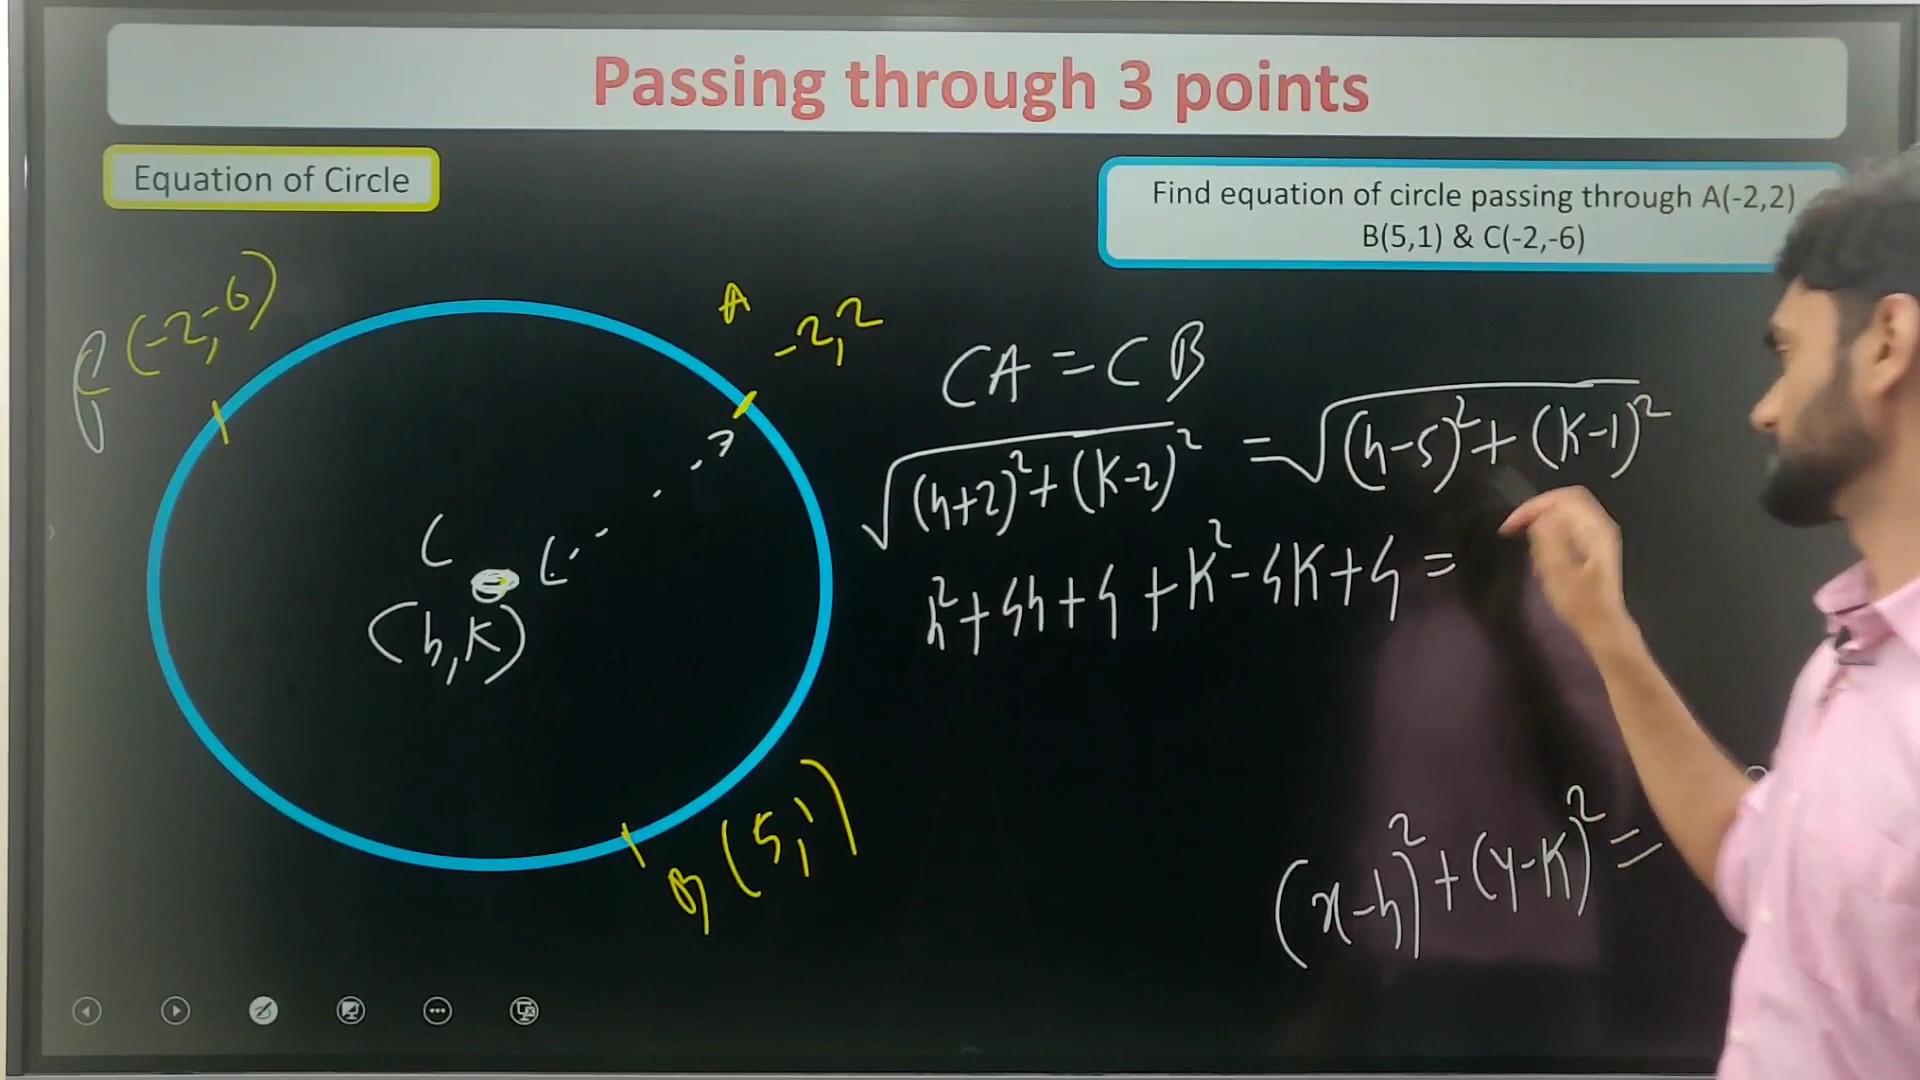 Passing through 3 points
Equation of Circle
Find equation of circle passing through A(-2,2)
B(5,1) & C(-2,-6)
(-2,-6)
A
-2,2
CA = CB
√(h+2)²+(k-2)² = √(h-5)²+(k-1)²
h²+4h+4+k²-4k+4=
C
(h,k)
B (5,1)
(x-h)²+(y-k)²=